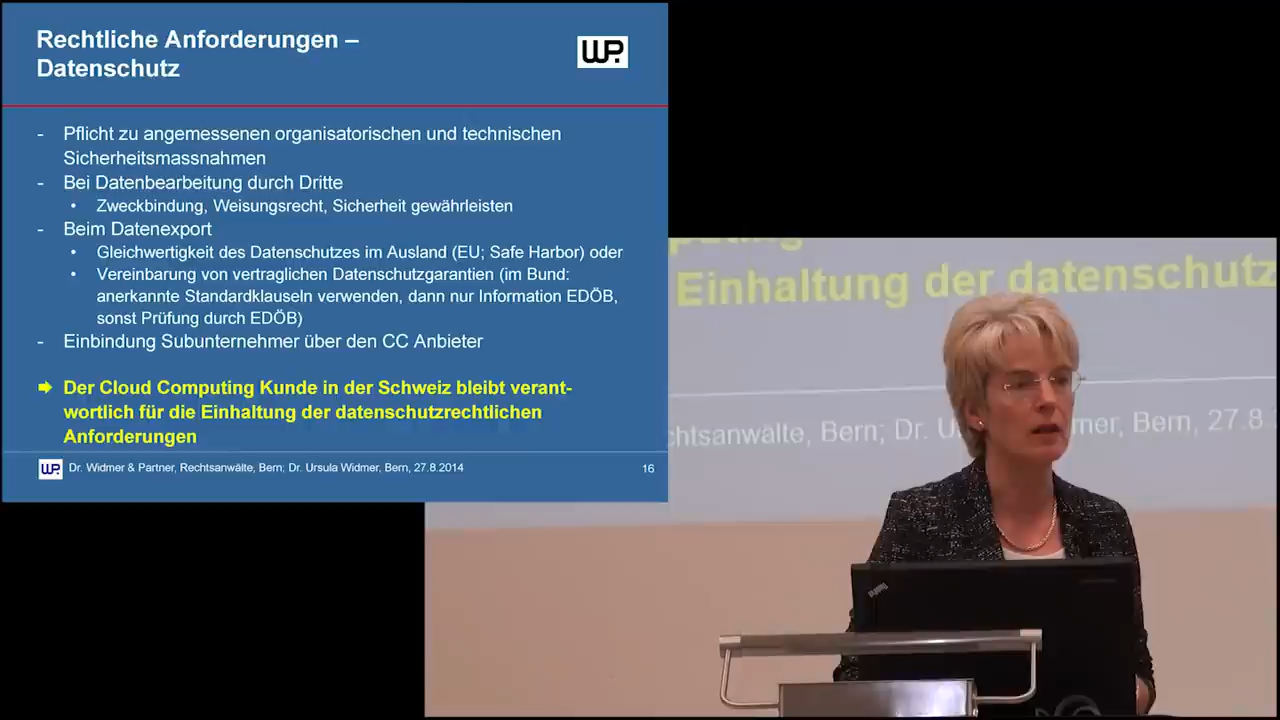 Rechtliche Anforderungen –
Datenschutz
WP.
- Pflicht zu angemessenen organisatorischen und technischen
Sicherheitsmassnahmen
- Bei Datenbearbeitung durch Dritte
• Zweckbindung, Weisungsrecht, Sicherheit gewährleisten
- Beim Datenexport
• Gleichwertigkeit des Datenschutzes im Ausland (EU; Safe Harbor) oder
• Vereinbarung von vertraglichen Datenschutzgarantien (im Bund:
anerkannte Standardklauseln verwenden, dann nur Information EDÖB,
sonst Prüfung durch EDÖB)
- Einbindung Subunternehmer über den CC Anbieter
➡ Der Cloud Computing Kunde in der Schweiz bleibt verant-
wortlich für die Einhaltung der datenschutzrechtlichen
Anforderungen
WP. Dr. Widmer & Partner, Rechtsanwälte, Bern; Dr. Ursula Widmer, Bern, 27.8.2014
16
Einhaltung der datenschutz
chtsanwälte, Bern; Dr. U mer, Bern, 27.8